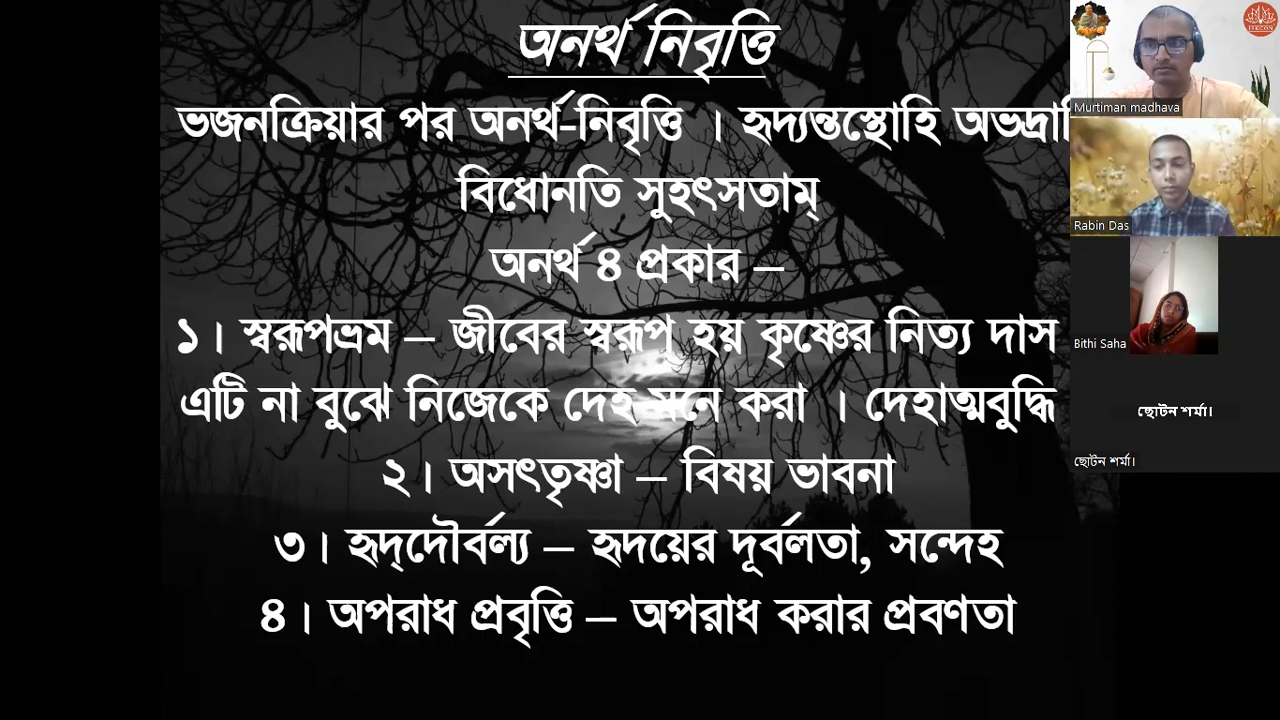 অনর্থ নিবৃত্তি
ভজনক্রিয়ার পর অনর্থ-নিবৃত্তি । হৃদ্যন্তস্থোহি
বিধোনতি সুহৃৎসতাম্
অনর্থ ৪ প্রকার –
১। স্বরূপভ্রম – জীবের স্বরূপ হয় কৃষ্ণের নিত্য দাস
এটি না বুঝে নিজেকে দেহ মনে করা । দেহাত্মবুদ্ধি
২। অসৎতৃষ্ণা – বিষয় ভাবনা
৩। হৃদ্‌দৌর্বল্য – হৃদয়ের দূর্বলতা, সন্দেহ
৪। অপরাধ প্রবৃত্তি – অপরাধ করার প্রবণতা
ISKCON
Murtiman madhava
Rabin Das
Bithi Saha
ছোটন শর্মা।
ছোটন শর্মা।